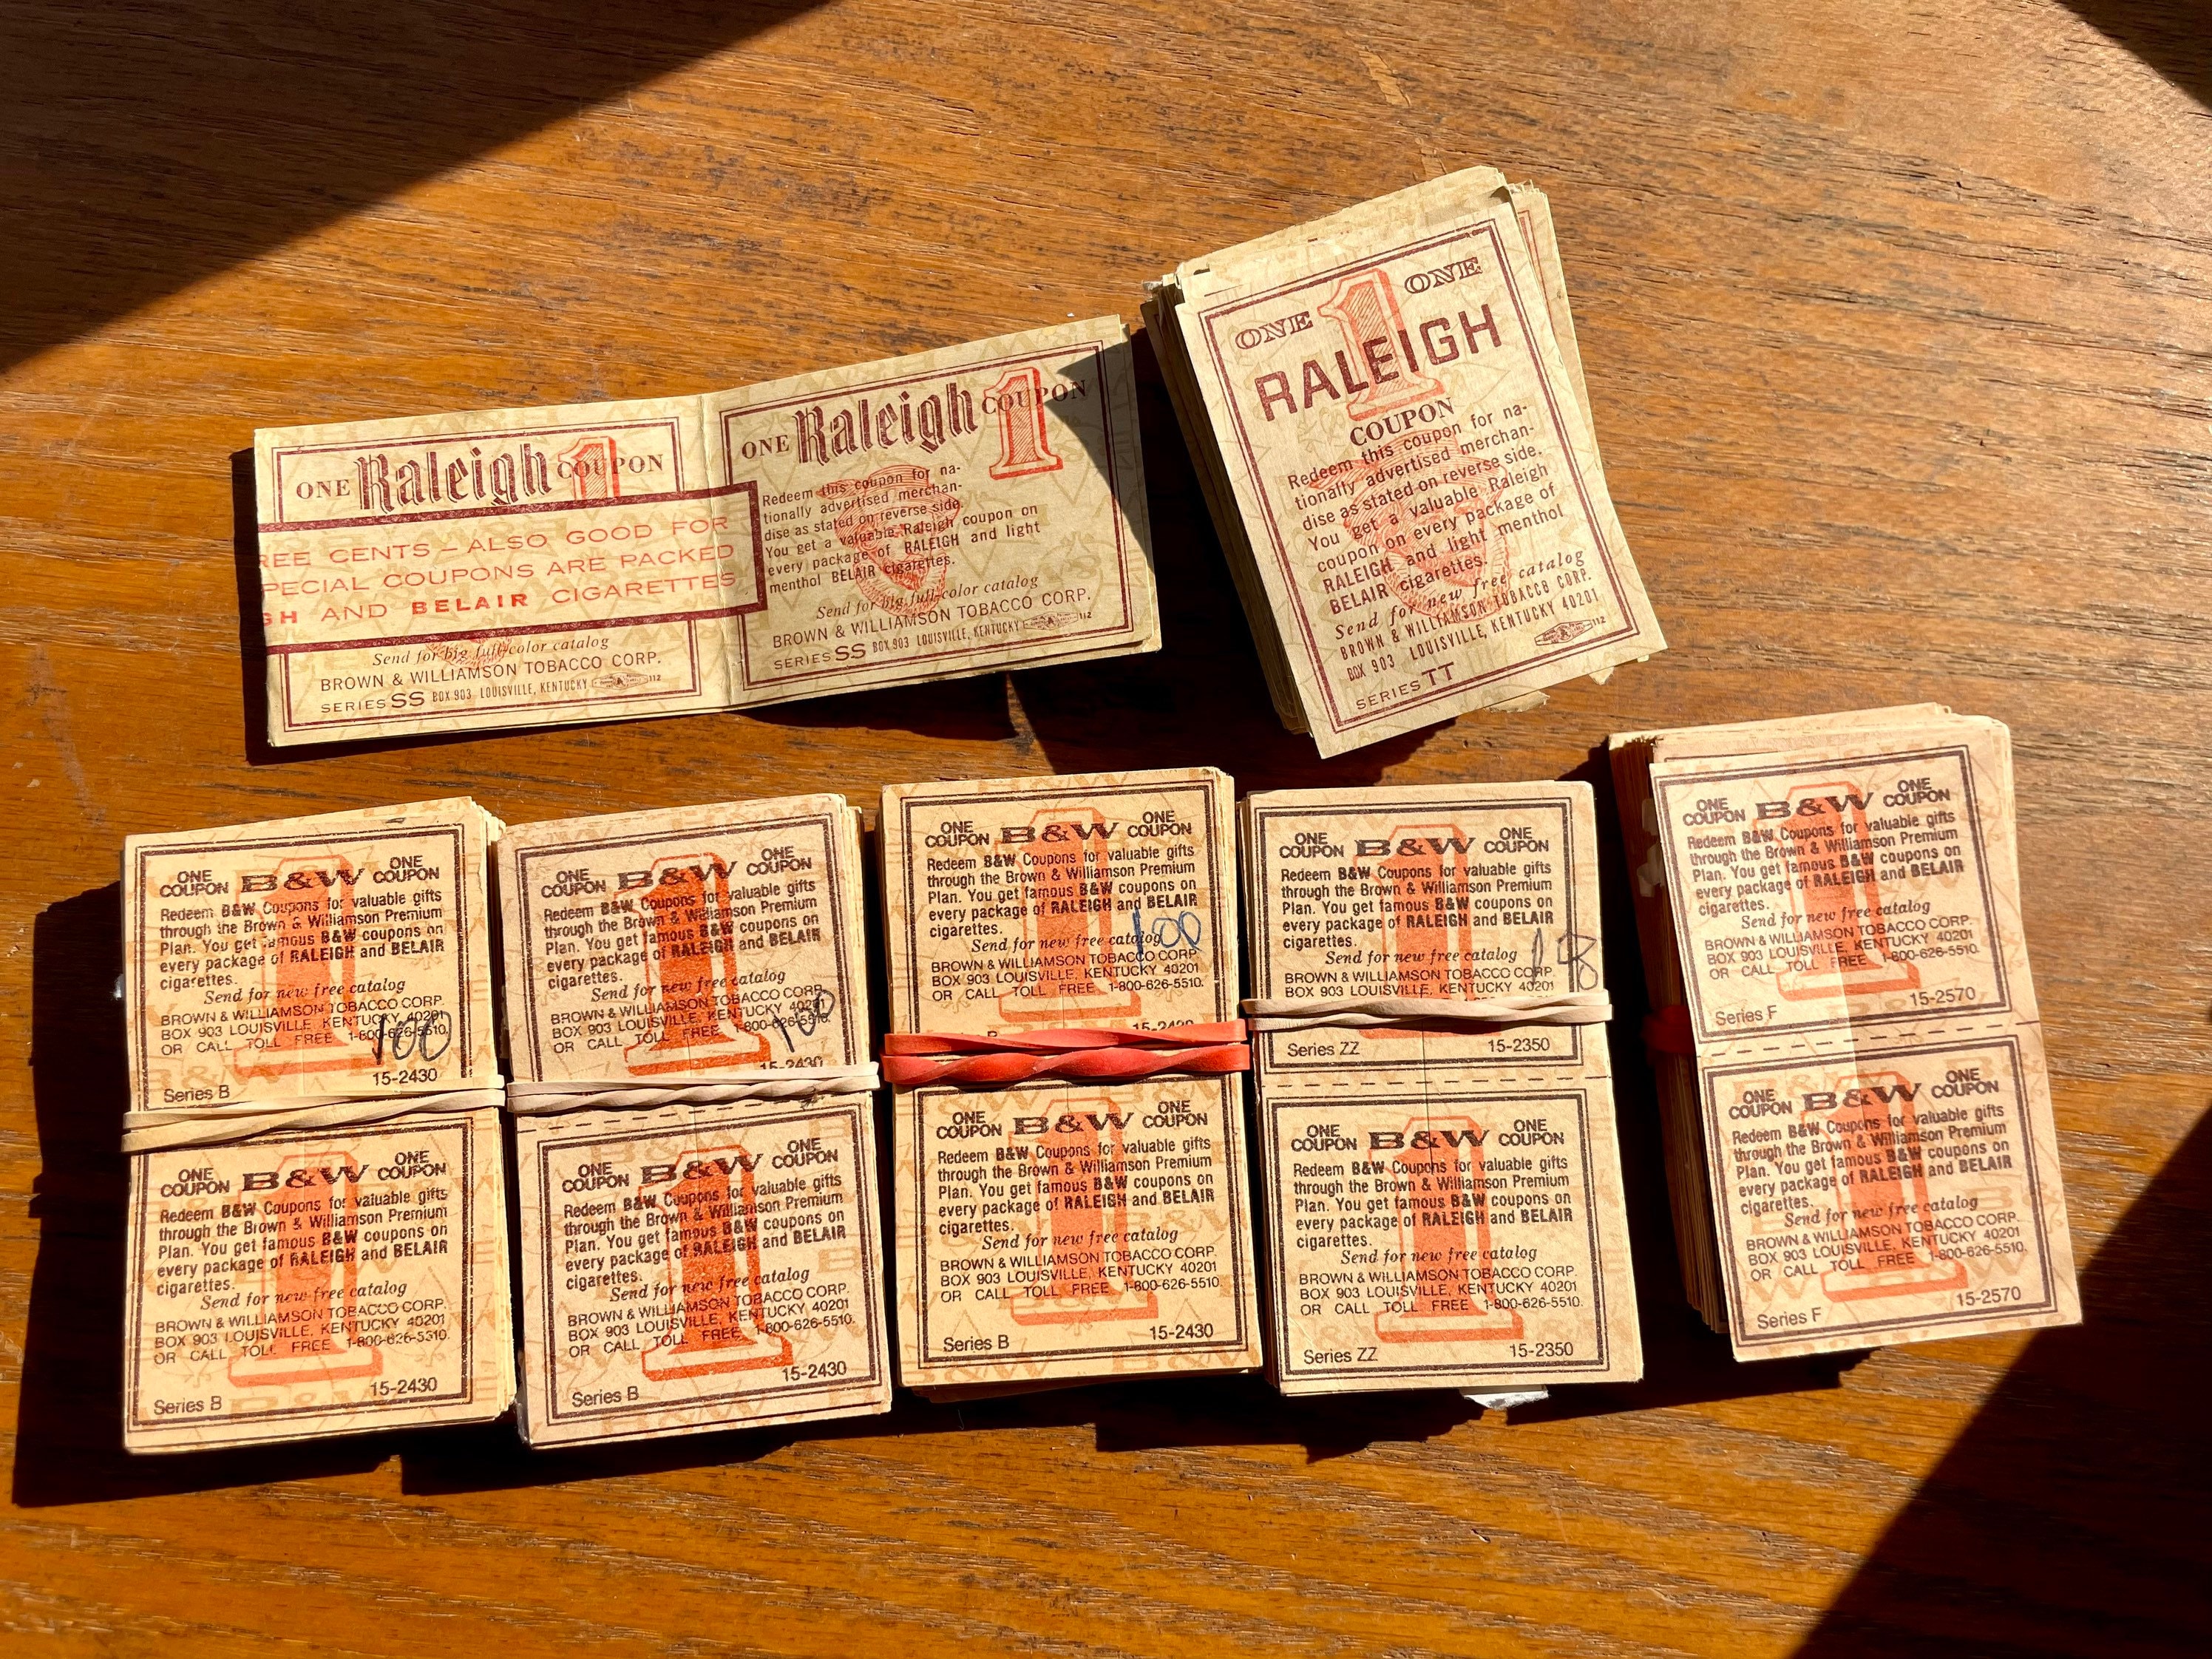 ONE Raleigh 1 COUPON
REE CENTS – ALSO GOOD FOR
PECIAL COUPONS ARE PACKED
GH AND BELAIR CIGARETTES
Send for big full-color catalog
BROWN & WILLIAMSON TOBACCO CORP.
SERIES SS BOX 903 LOUISVILLE, KENTUCKY 112
ONE Raleigh COUPON 1
Redeem this coupon for na-
tionally advertised merchan-
dise as stated on reverse side.
You get a valuable Raleigh coupon on
every package of RALEIGH and light
menthol BELAIR cigarettes.
Send for big full-color catalog
BROWN & WILLIAMSON TOBACCO CORP.
SERIES SS BOX 903 LOUISVILLE, KENTUCKY 112
ONE 1 ONE
RALEIGH
COUPON
Redeem this coupon for na-
tionally advertised merchan-
dise as stated on reverse side.
You get a valuable Raleigh
coupon on every package of
RALEIGH and light menthol
BELAIR cigarettes.
Send for new free catalog
BROWN & WILLIAMSON TOBACCO CORP.
BOX 903 LOUISVILLE, KENTUCKY 40201
112
SERIES TT
ONE COUPON B&W ONE COUPON
1
Redeem B&W Coupons for valuable gifts
through the Brown & Williamson Premium
Plan. You get famous B&W coupons on
every package of RALEIGH and BELAIR
cigarettes.
Send for new free catalog
BROWN & WILLIAMSON TOBACCO CORP.
BOX 903 LOUISVILLE, KENTUCKY 40201
OR CALL TOLL FREE 1-800-626-5510.
100
Series B 15-2430
ONE COUPON B&W ONE COUPON
1
Redeem B&W Coupons for valuable gifts
through the Brown & Williamson Premium
Plan. You get famous B&W coupons on
every package of RALEIGH and BELAIR
cigarettes.
Send for new free catalog
BROWN & WILLIAMSON TOBACCO CORP.
BOX 903 LOUISVILLE, KENTUCKY 40201
OR CALL TOLL FREE 1-800-626-5510.
Series B 15-2430
ONE COUPON B&W ONE COUPON
1
Redeem B&W Coupons for valuable gifts
through the Brown & Williamson Premium
Plan. You get famous B&W coupons on
every package of RALEIGH and BELAIR
cigarettes.
Send for new free catalog
BROWN & WILLIAMSON TOBACCO CORP.
BOX 903 LOUISVILLE, KENTUCKY 40201
OR CALL TOLL FREE 1-800-626-5510.
100
15-2430
ONE COUPON B&W ONE COUPON
1
Redeem B&W Coupons for valuable gifts
through the Brown & Williamson Premium
Plan. You get famous B&W coupons on
every package of RALEIGH and BELAIR
cigarettes.
Send for new free catalog
BROWN & WILLIAMSON TOBACCO CORP.
BOX 903 LOUISVILLE, KENTUCKY 40201
OR CALL TOLL FREE 1-800-626-5510.
Series B 15-2430
ONE COUPON B&W ONE COUPON
1
Redeem B&W Coupons for valuable gifts
through the Brown & Williamson Premium
Plan. You get famous B&W coupons on
every package of RALEIGH and BELAIR
cigarettes.
100
Send for new free catalog
BROWN & WILLIAMSON TOBACCO CORP.
BOX 903 LOUISVILLE, KENTUCKY 40201
OR CALL TOLL FREE 1-800-626-5510.
B 15-2430
ONE COUPON B&W ONE COUPON
1
Redeem B&W Coupons for valuable gifts
through the Brown & Williamson Premium
Plan. You get famous B&W coupons on
every package of RALEIGH and BELAIR
cigarettes.
Send for new free catalog
BROWN & WILLIAMSON TOBACCO CORP.
BOX 903 LOUISVILLE, KENTUCKY 40201
OR CALL TOLL FREE 1-800-626-5510.
Series B 15-2430
ONE COUPON B&W ONE COUPON
1
Redeem B&W Coupons for valuable gifts
through the Brown & Williamson Premium
Plan. You get famous B&W coupons on
every package of RALEIGH and BELAIR
cigarettes.
Send for new free catalog
BROWN & WILLIAMSON TOBACCO CORP.
BOX 903 LOUISVILLE, KENTUCKY 40201
Series ZZ 15-2350
ONE COUPON B&W ONE COUPON
1
Redeem B&W Coupons for valuable gifts
through the Brown & Williamson Premium
Plan. You get famous B&W coupons on
every package of RALEIGH and BELAIR
cigarettes.
Send for new free catalog
BROWN & WILLIAMSON TOBACCO CORP.
BOX 903 LOUISVILLE, KENTUCKY 40201
OR CALL TOLL FREE 1-800-626-5510.
Series ZZ 15-2350
ONE COUPON B&W ONE COUPON
1
Redeem B&W Coupons for valuable gifts
through the Brown & Williamson Premium
Plan. You get famous B&W coupons on
every package of RALEIGH and BELAIR
cigarettes.
Send for new free catalog
BROWN & WILLIAMSON TOBACCO CORP.
BOX 903 LOUISVILLE, KENTUCKY 40201
OR CALL TOLL FREE 1-800-626-5510.
Series F 15-2570
ONE COUPON B&W ONE COUPON
1
Redeem B&W Coupons for valuable gifts
through the Brown & Williamson Premium
Plan. You get famous B&W coupons on
every package of RALEIGH and BELAIR
cigarettes.
Send for new free catalog
BROWN & WILLIAMSON TOBACCO CORP.
BOX 903 LOUISVILLE, KENTUCKY 40201
OR CALL TOLL FREE 1-800-626-5510.
Series F 15-2570